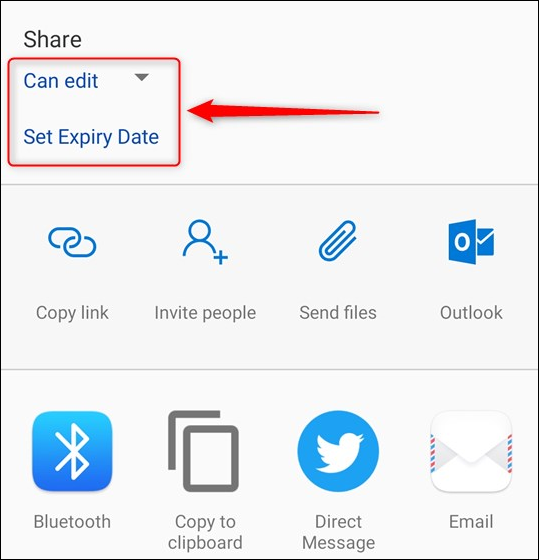 Share
Can edit
Set Expiry Date
Copy link
Invite people
Send files
Outlook
Bluetooth
Copy to
clipboard
Direct
Message
Email